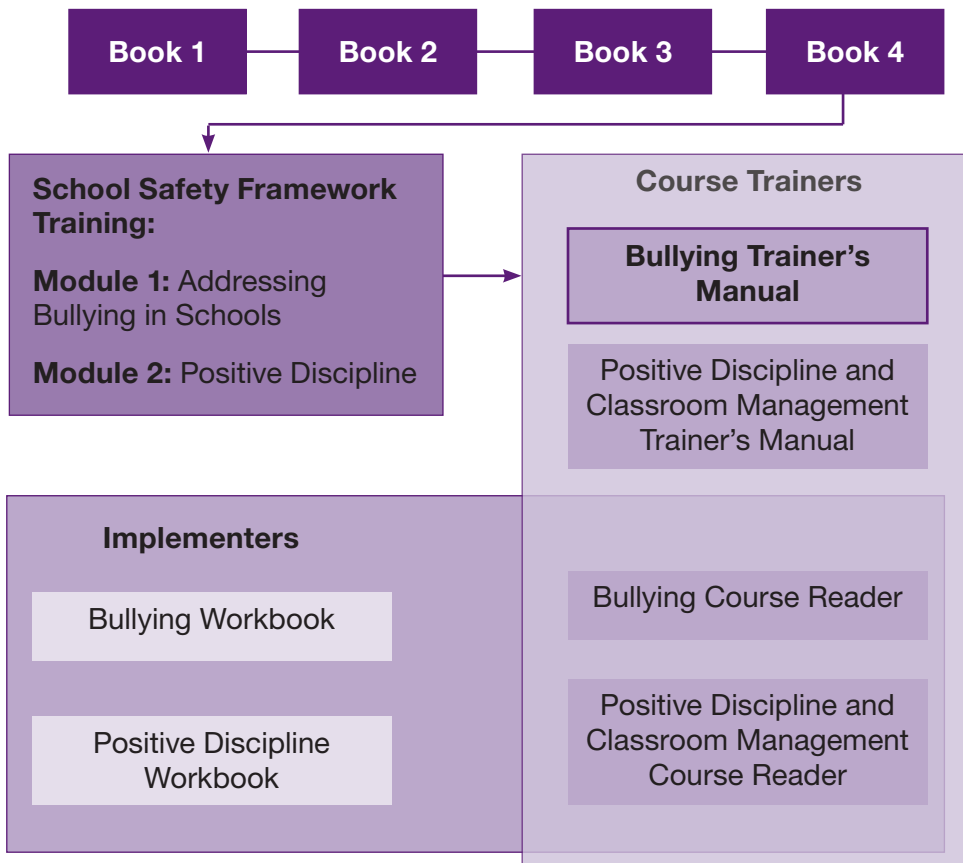 Book 1
Book 2
Book 3
Book 4
School Safety Framework
Training:
Module 1: Addressing
Bullying in Schools
Module 2: Positive Discipline
Course Trainers
Bullying Trainer’s
Manual
Positive Discipline and
Classroom Management
Trainer’s Manual
Implementers
Bullying Workbook
Positive Discipline
Workbook
Bullying Course Reader
Positive Discipline and
Classroom Management
Course Reader